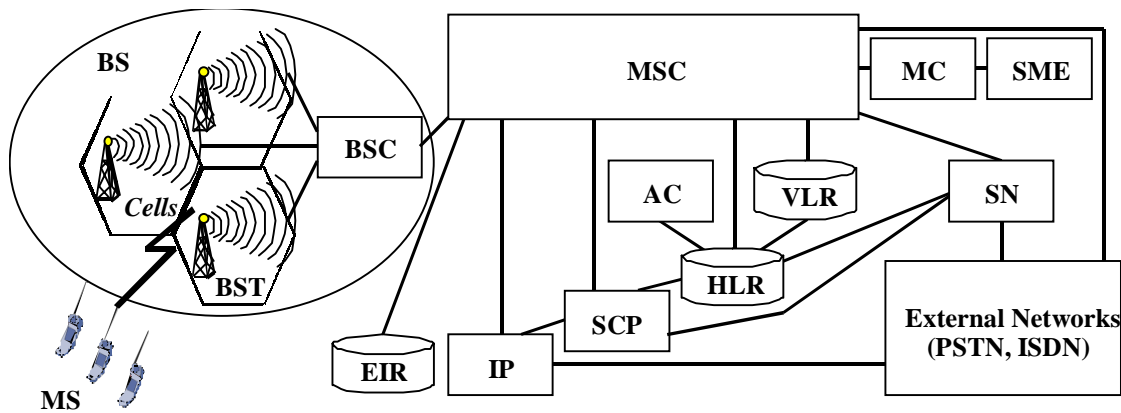 BS
MSC
MC
SME
BSC
Cells
AC
VLR
SN
BST
HLR
SCP
External Networks
(PSTN, ISDN)
EIR
IP
MS